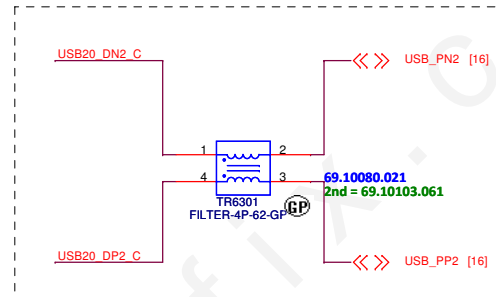 USB20_DN2_C
USB_PN2 [16]
1 2
4 3
69.10080.021
2nd = 69.10103.061
TR6301
FILTER-4P-62-GP
GP
USB20_DP2_C
USB_PP2 [16]
fix.c